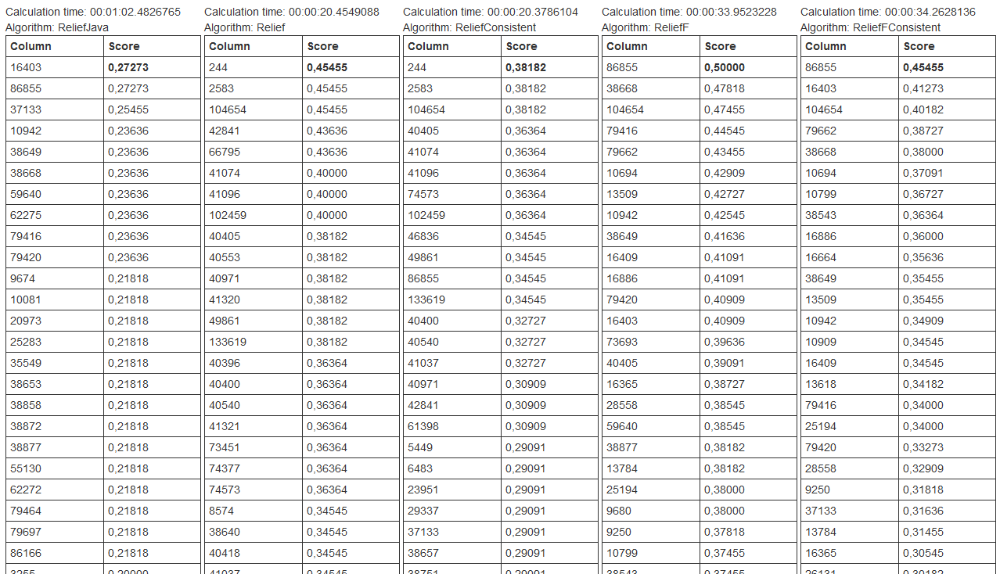 Calculation time: 00:01:02.4826765 Calculation time: 00:00:20.4549088 Calculation time: 00:00:20.3786104 Calculation time: 00:00:33.9523228 Calculation time: 00:00:34.2628136
Algorithm: ReliefJava Algorithm: Relief Algorithm: ReliefConsistent Algorithm: ReliefF Algorithm: ReliefFConsistent
Column Score Column Score Column Score Column Score Column Score
16403 0,27273 244 0,45455 244 0,38182 86855 0,50000 86855 0,45455
86855 0,27273 2583 0,45455 2583 0,38182 38668 0,47818 16403 0,41273
37133 0,25455 104654 0,45455 104654 0,38182 104654 0,47455 104654 0,40182
10942 0,23636 42841 0,43636 40405 0,36364 79416 0,44545 79662 0,38727
38649 0,23636 66795 0,43636 41074 0,36364 79662 0,43455 38668 0,38000
38668 0,23636 41074 0,40000 41096 0,36364 10694 0,42909 10694 0,37091
59640 0,23636 41096 0,40000 74573 0,36364 13509 0,42727 10799 0,36727
62275 0,23636 102459 0,40000 102459 0,36364 10942 0,42545 38543 0,36364
79416 0,23636 40405 0,38182 46836 0,34545 38649 0,41636 16886 0,36000
79420 0,23636 40553 0,38182 49861 0,34545 16409 0,41091 16664 0,35636
9674 0,21818 40971 0,38182 86855 0,34545 16886 0,41091 38649 0,35455
10081 0,21818 41320 0,38182 133619 0,34545 79420 0,40909 13509 0,35455
20973 0,21818 49861 0,38182 40400 0,32727 16403 0,40909 10942 0,34909
25283 0,21818 133619 0,38182 40540 0,32727 73693 0,39636 10909 0,34545
35549 0,21818 40396 0,36364 41037 0,32727 40405 0,39091 16409 0,34545
38653 0,21818 40400 0,36364 40971 0,30909 16365 0,38727 13618 0,34182
38858 0,21818 40540 0,36364 42841 0,30909 28558 0,38545 79416 0,34000
38872 0,21818 41321 0,36364 61398 0,30909 59640 0,38545 25194 0,34000
38877 0,21818 73451 0,36364 5449 0,29091 38877 0,38182 79420 0,33273
55130 0,21818 74377 0,36364 6483 0,29091 13784 0,38182 28558 0,32909
62272 0,21818 74573 0,36364 23951 0,29091 25194 0,38000 9250 0,31818
79464 0,21818 8574 0,34545 29337 0,29091 9680 0,38000 37133 0,31636
79697 0,21818 38640 0,34545 37133 0,29091 9250 0,37818 13784 0,31455
86166 0,21818 40418 0,34545 38657 0,29091 10799 0,37455 16365 0,30545
3255 0,20000 41037 0,34545 38751 0,29091 38543 0,37455 26131 0,30182